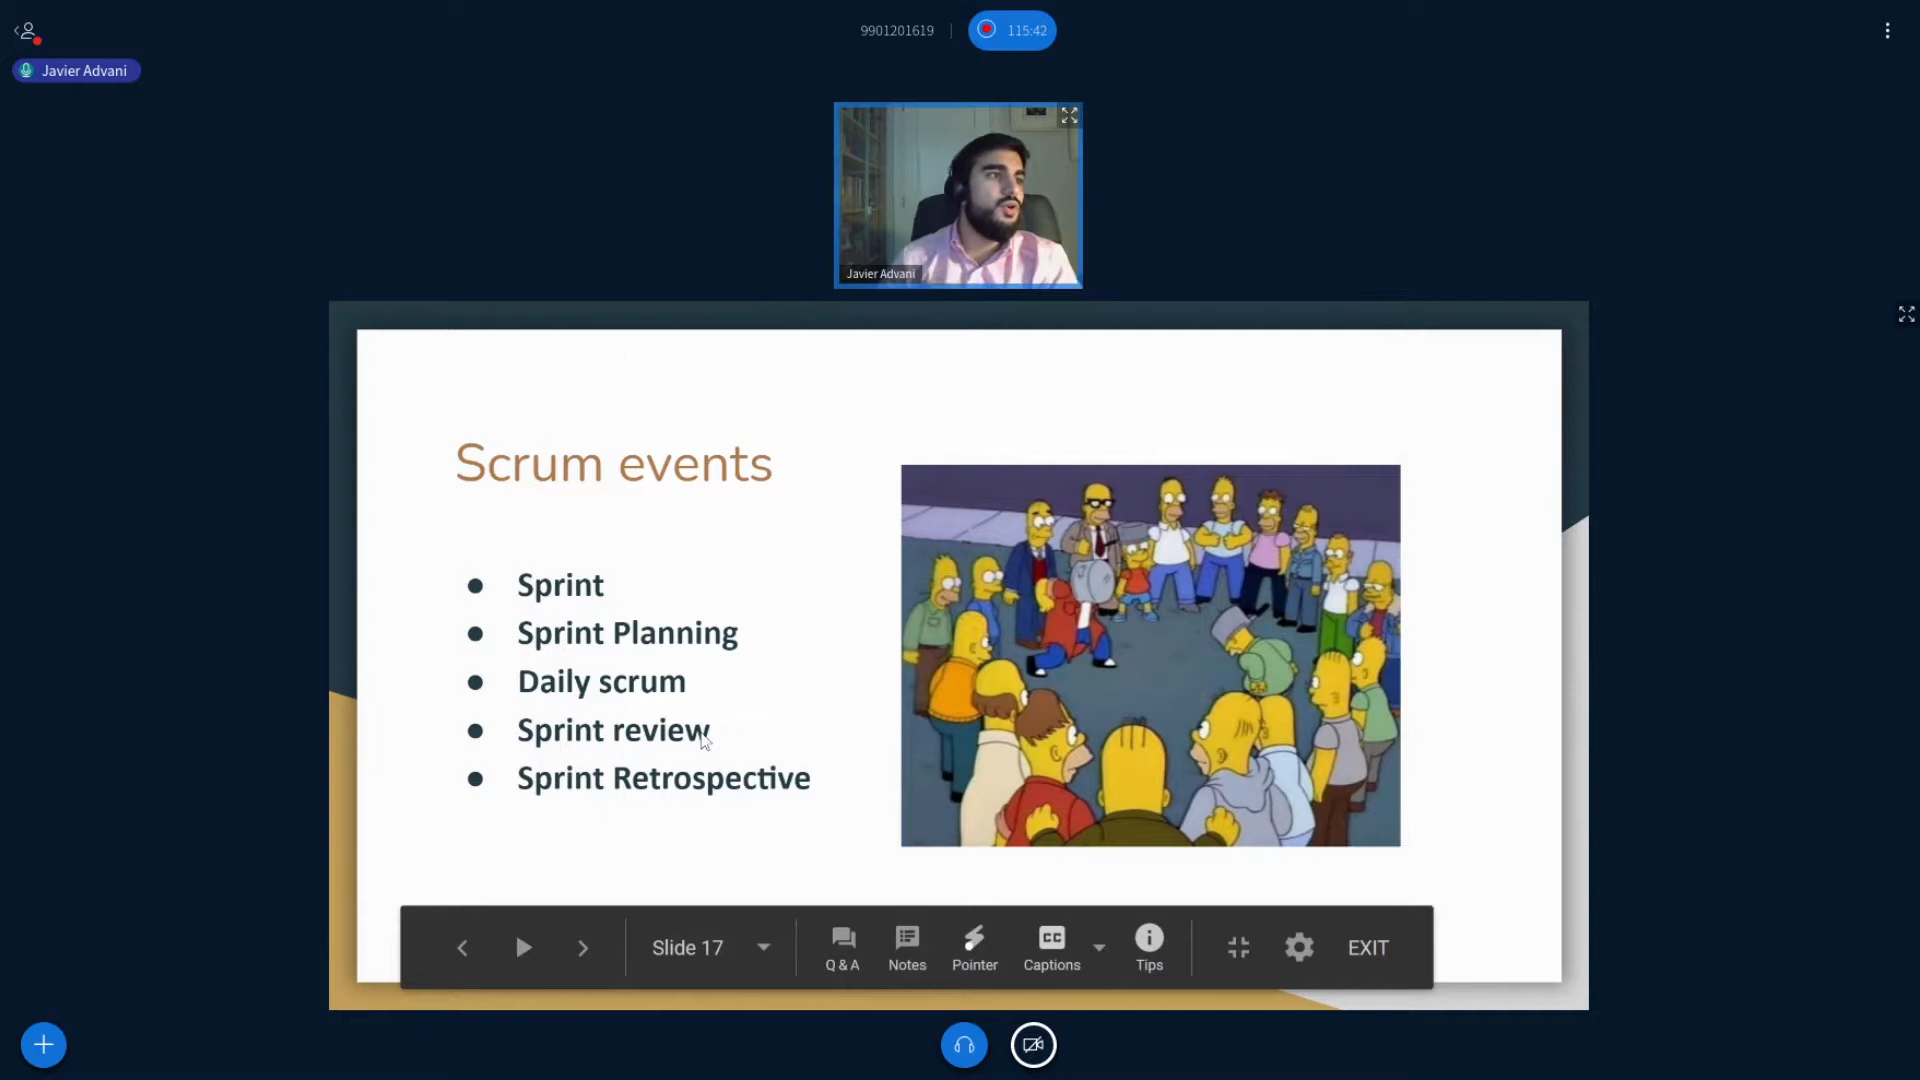 9901201619
115:42
Javier Advani
Javier Advani
Scrum events
● Sprint
● Sprint Planning
● Daily scrum
● Sprint review
● Sprint Retrospective
Slide 17
Q & A
Notes
Pointer
CC
Captions
Tips
EXIT